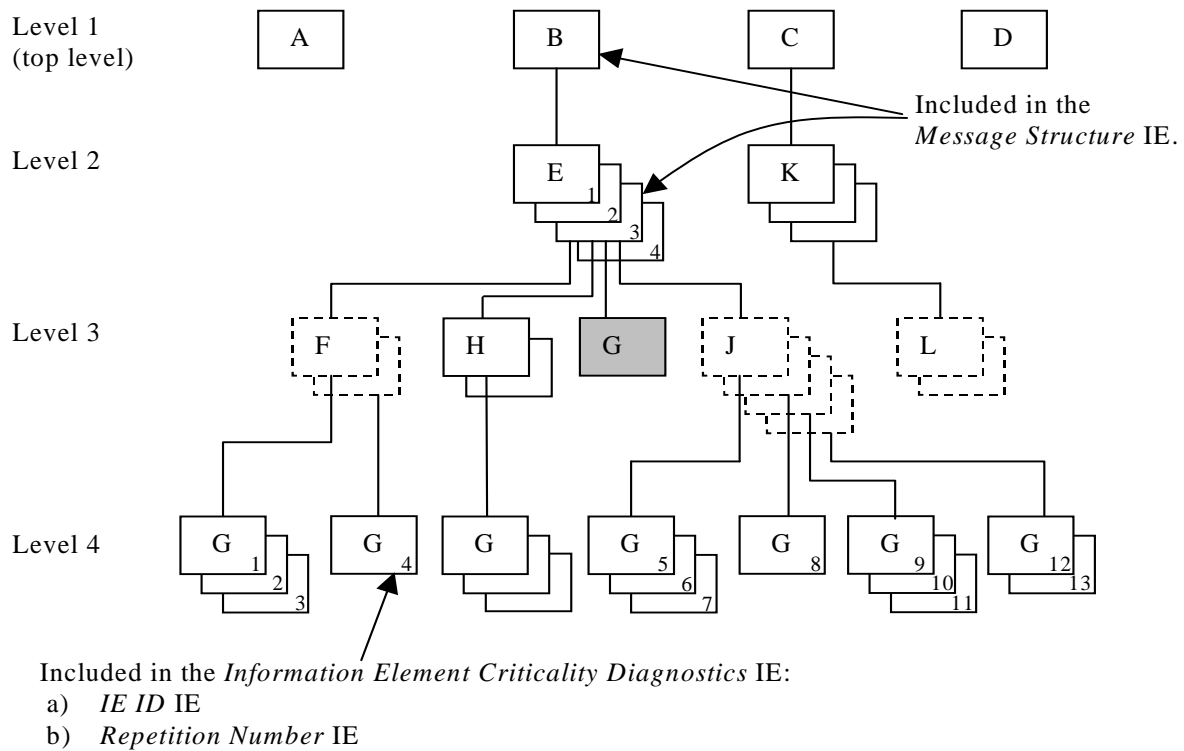 Level 1
(top level)
A
B
C
D
Included in the
Message Structure IE.
Level 2
E
1
2
3
4
K
Level 3
F
H
G
J
L
Level 4
G
1
2
3
G
4
G
G
5
6
7
G
8
G
9
10
11
G
12
13
Included in the Information Element Criticality Diagnostics IE:
a) IE ID IE
b) Repetition Number IE